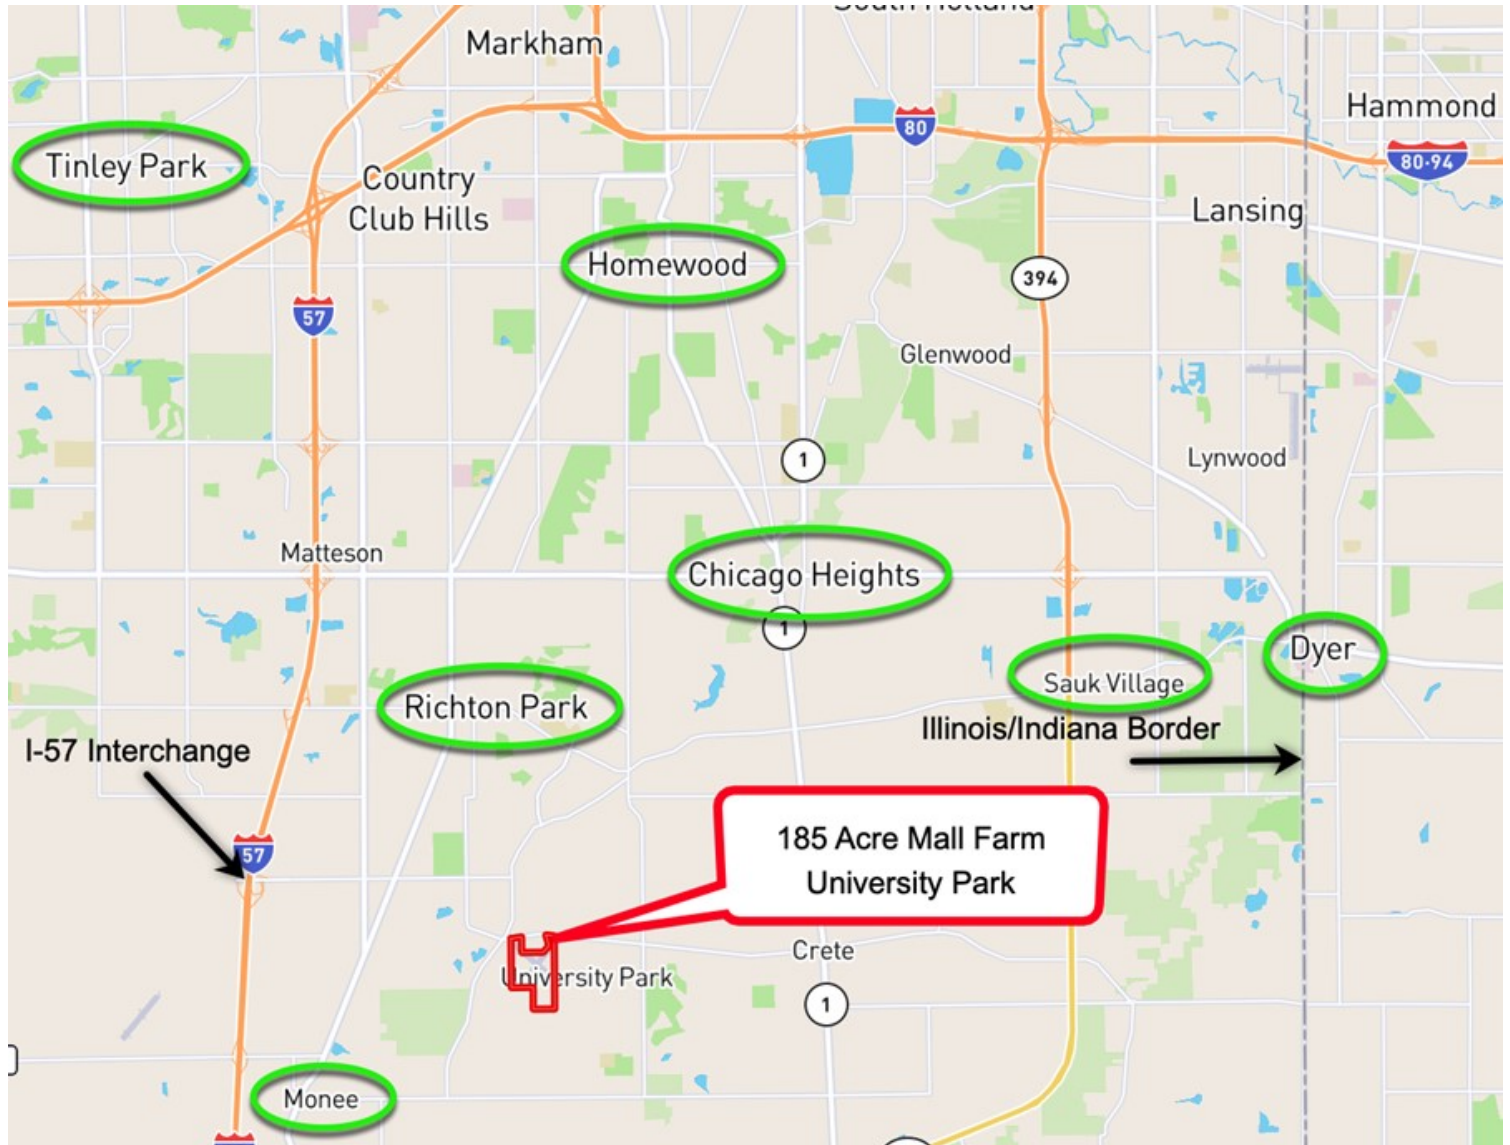 South Holland
Markham
Hammond
80
80-94
Tinley Park
Country
Club Hills
Lansing
Homewood
394
57
Glenwood
1
Lynwood
Matteson
Chicago Heights
1
Dyer
Sauk Village
Richton Park
Illinois/Indiana Border
I-57 Interchange
57
185 Acre Mall Farm
University Park
Crete
University Park
1
Monee